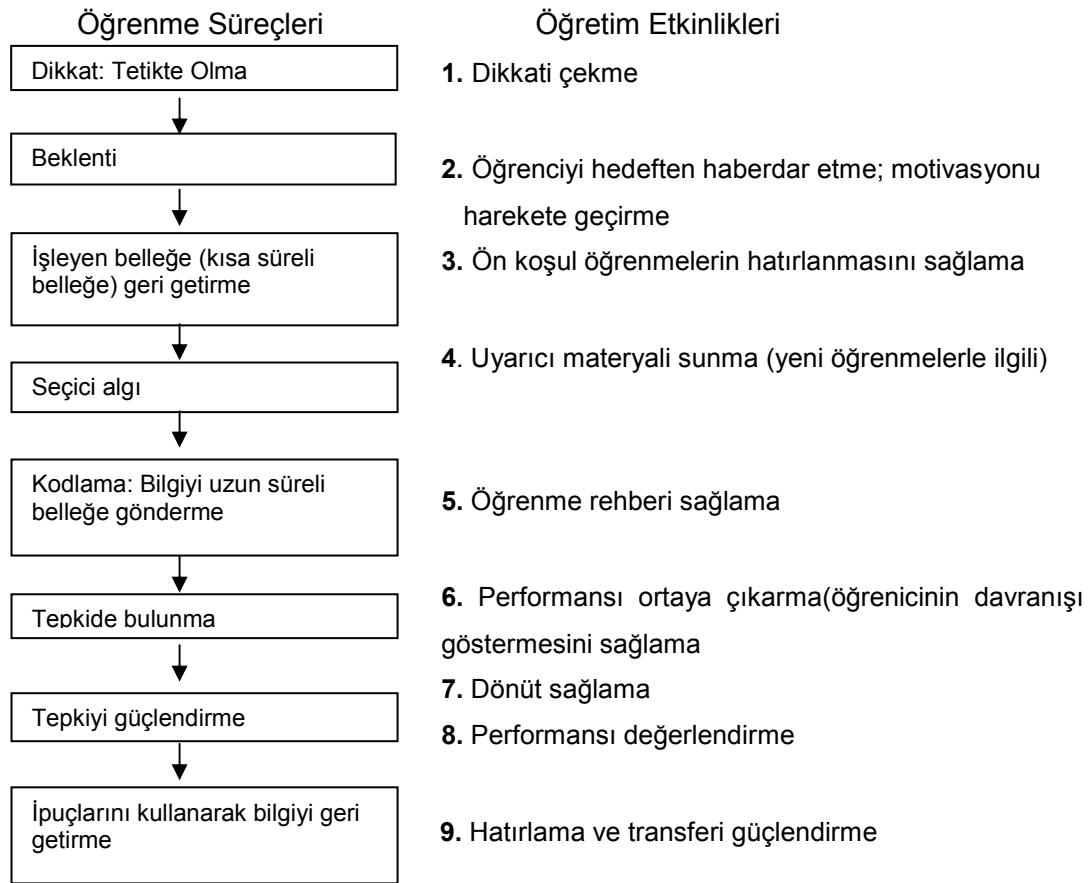 Öğrenme Süreçleri
Öğretim Etkinlikleri
Dikkat: Tetikte Olma
1. Dikkati çekme
Beklenti
2. Öğrenciyi hedeften haberdar etme; motivasyonu
harekete geçirme
İşleyen belleğe (kısa süreli
belleğe) geri getirme
3. Ön koşul öğrenmelerin hatırlanmasını sağlama
Seçici algı
4. Uyarıcı materyali sunma (yeni öğrenmelerle ilgili)
Kodlama: Bilgiyi uzun süreli
belleğe gönderme
5. Öğrenme rehberi sağlama
Tepkide bulunma
6. Performansı ortaya çıkarma(öğrenicinin davranışı
göstermesini sağlama
7. Dönüt sağlama
Tepkiyi güçlendirme
8. Performansı değerlendirme
İpuçlarını kullanarak bilgiyi geri
getirme
9. Hatırlama ve transferi güçlendirme